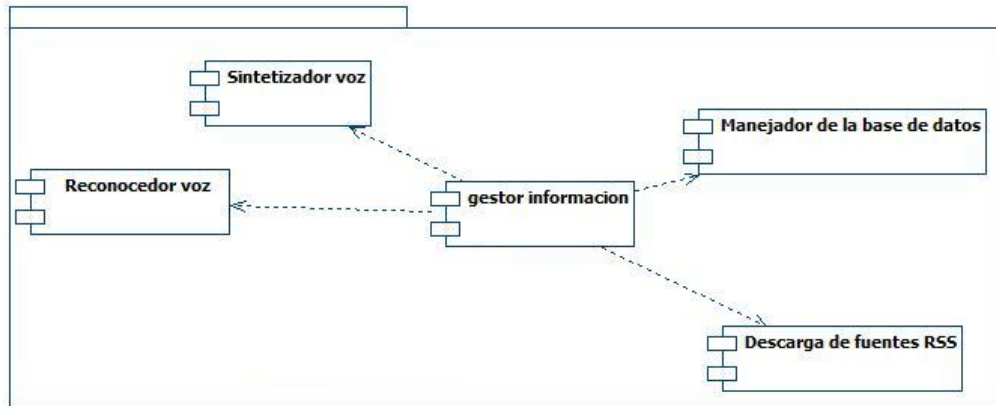 Sintetizador voz
Manejador de la base de datos
Reconocedor voz
gestor informacion
Descarga de fuentes RSS